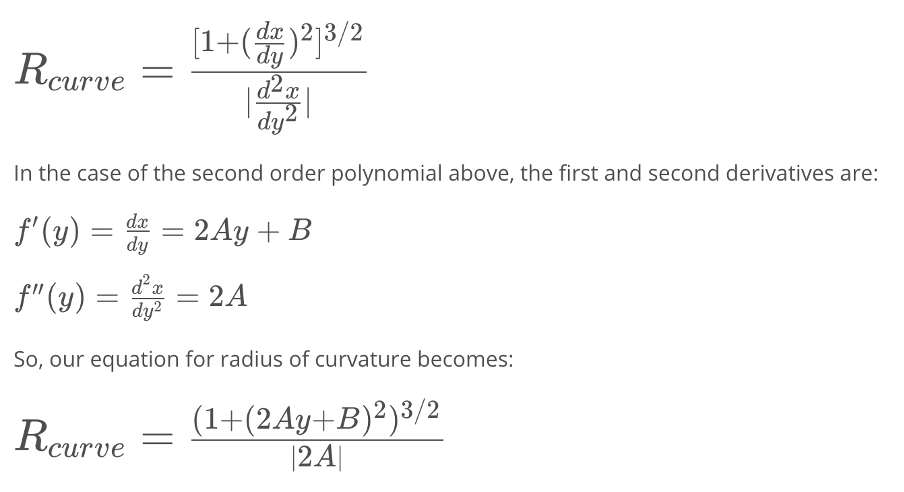 R_{curve} = \frac{[1+(\frac{dx}{dy})^2]^{3/2}}{|\frac{d^2x}{dy^2}|}
In the case of the second order polynomial above, the first and second derivatives are:
f'(y) = \frac{dx}{dy} = 2Ay + B
f''(y) = \frac{d^2x}{dy^2} = 2A
So, our equation for radius of curvature becomes:
R_{curve} = \frac{(1+(2Ay+B)^2)^{3/2}}{|2A|}